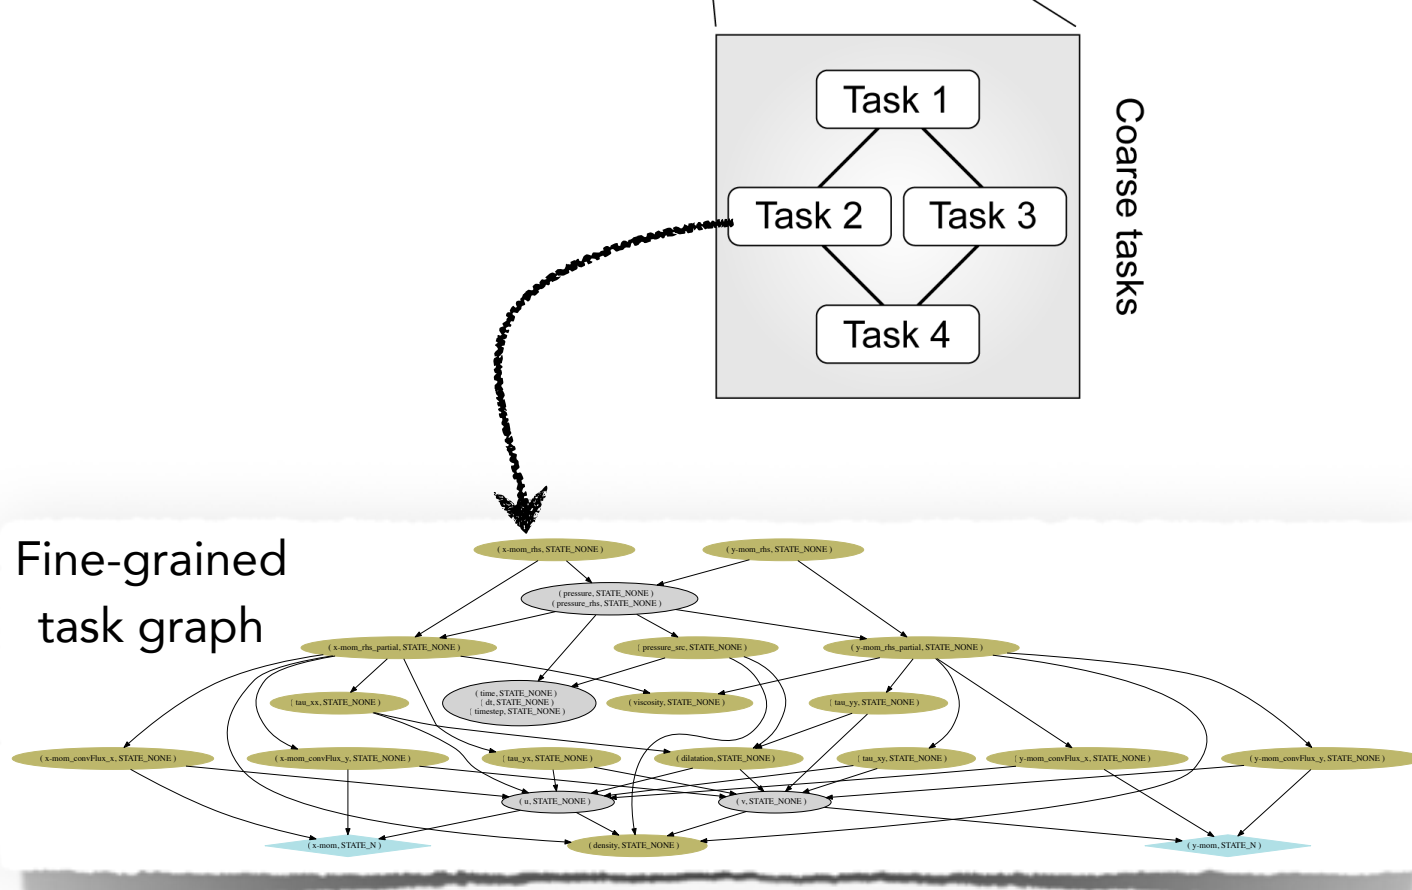 Task 1
Task 2
Task 3
Task 4
Coarse tasks
Fine-grained
task graph
( x-mom_rhs, STATE_NONE )
( y-mom_rhs, STATE_NONE )
( pressure, STATE_NONE )
( pressure_rhs, STATE_NONE )
( x-mom_rhs_partial, STATE_NONE )
( pressure_src, STATE_NONE )
( y-mom_rhs_partial, STATE_NONE )
( tau_xx, STATE_NONE )
( time, STATE_NONE )
( dt, STATE_NONE )
( timestep, STATE_NONE )
( viscosity, STATE_NONE )
( tau_yy, STATE_NONE )
( x-mom_convFlux_x, STATE_NONE )
( x-mom_convFlux_y, STATE_NONE )
( tau_yx, STATE_NONE )
( dilatation, STATE_NONE )
( tau_xy, STATE_NONE )
( y-mom_convFlux_x, STATE_NONE )
( y-mom_convFlux_y, STATE_NONE )
( u, STATE_NONE )
( v, STATE_NONE )
( x-mom, STATE_N )
( density, STATE_NONE )
( y-mom, STATE_N )